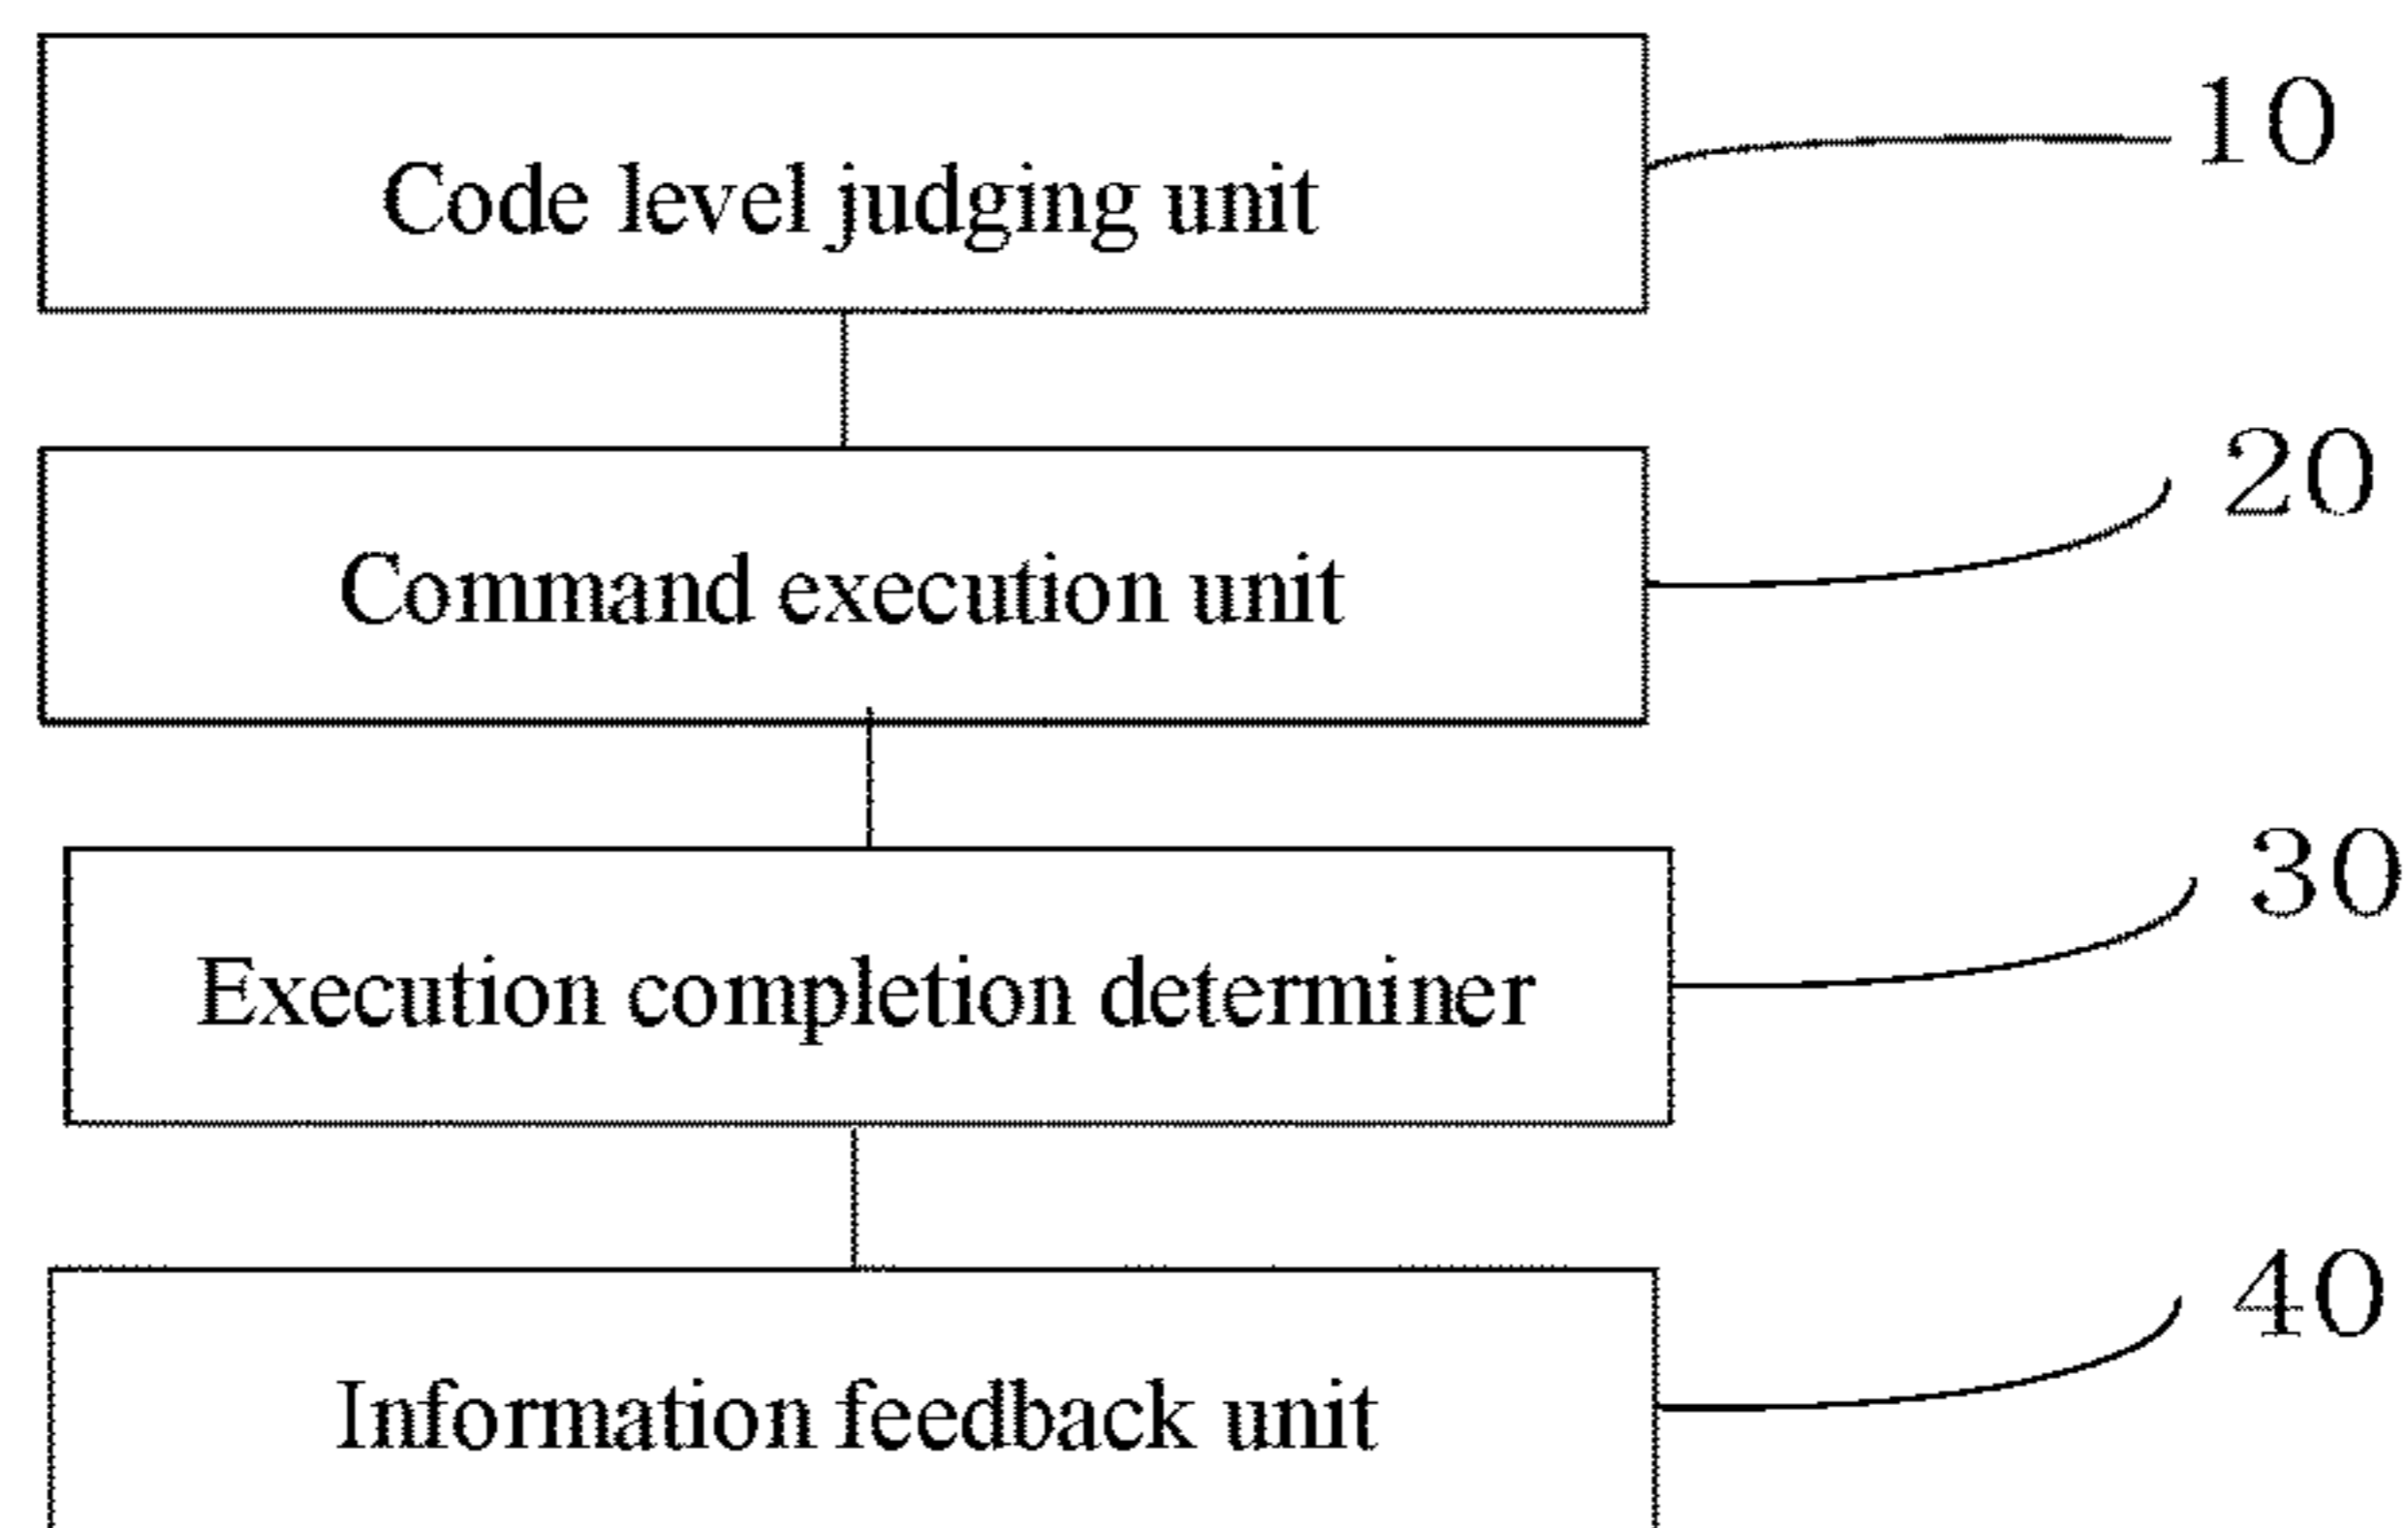 Code level judging unit
10
Command execution unit
20
Execution completion determiner
30
Information feedback unit
40